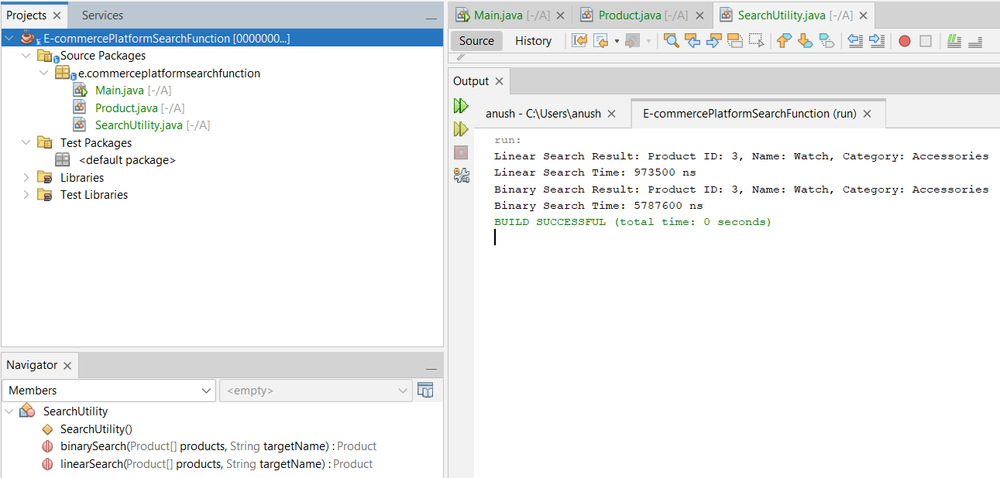 Projects
Services
E-commercePlatformSearchFunction [0000000...]
Source Packages
e.commerceplatformsearchfunction
Main.java [-/A]
Product.java [-/A]
SearchUtility.java [-/A]
Test Packages
<default package>
Libraries
Test Libraries
Navigator
Members
<empty>
SearchUtility
SearchUtility()
binarySearch(Product[] products, String targetName) : Product
linearSearch(Product[] products, String targetName) : Product
Main.java [-/A]
Product.java [-/A]
SearchUtility.java [-/A]
Source
History
Output
anush - C:\Users\anush
E-commercePlatformSearchFunction (run)
run:
Linear Search Result: Product ID: 3, Name: Watch, Category: Accessories
Linear Search Time: 973500 ns
Binary Search Result: Product ID: 3, Name: Watch, Category: Accessories
Binary Search Time: 5787600 ns
BUILD SUCCESSFUL (total time: 0 seconds)